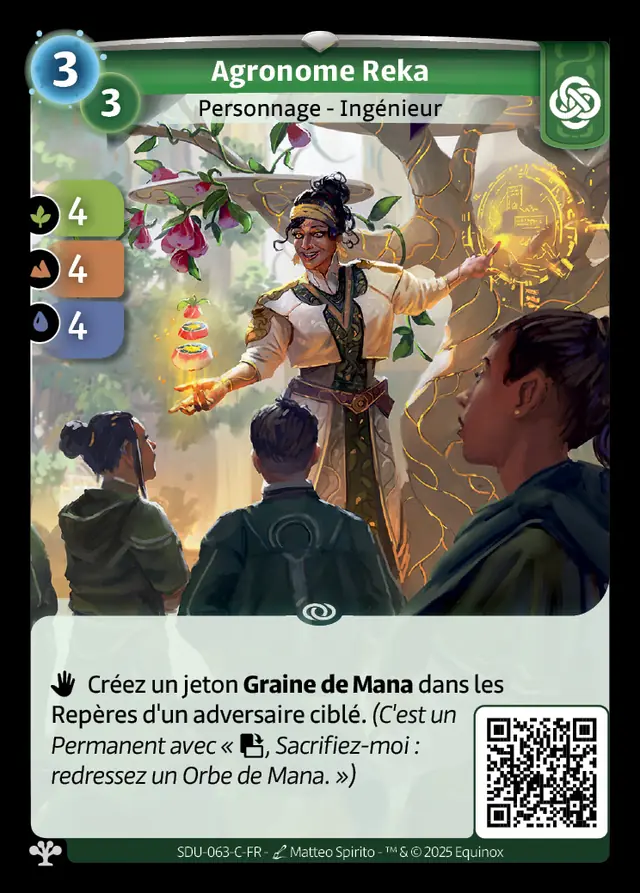 3
3
Agronome Reka
Personnage - Ingénieur
4
4
4
Créez un jeton Graine de Mana dans les
Repères d'un adversaire ciblé. (C'est un
Permanent avec « , Sacrifiez-moi :
redressez un Orbe de Mana. »)
SDU-063-C-FR - Matteo Spirito - ™ & © 2025 Equinox